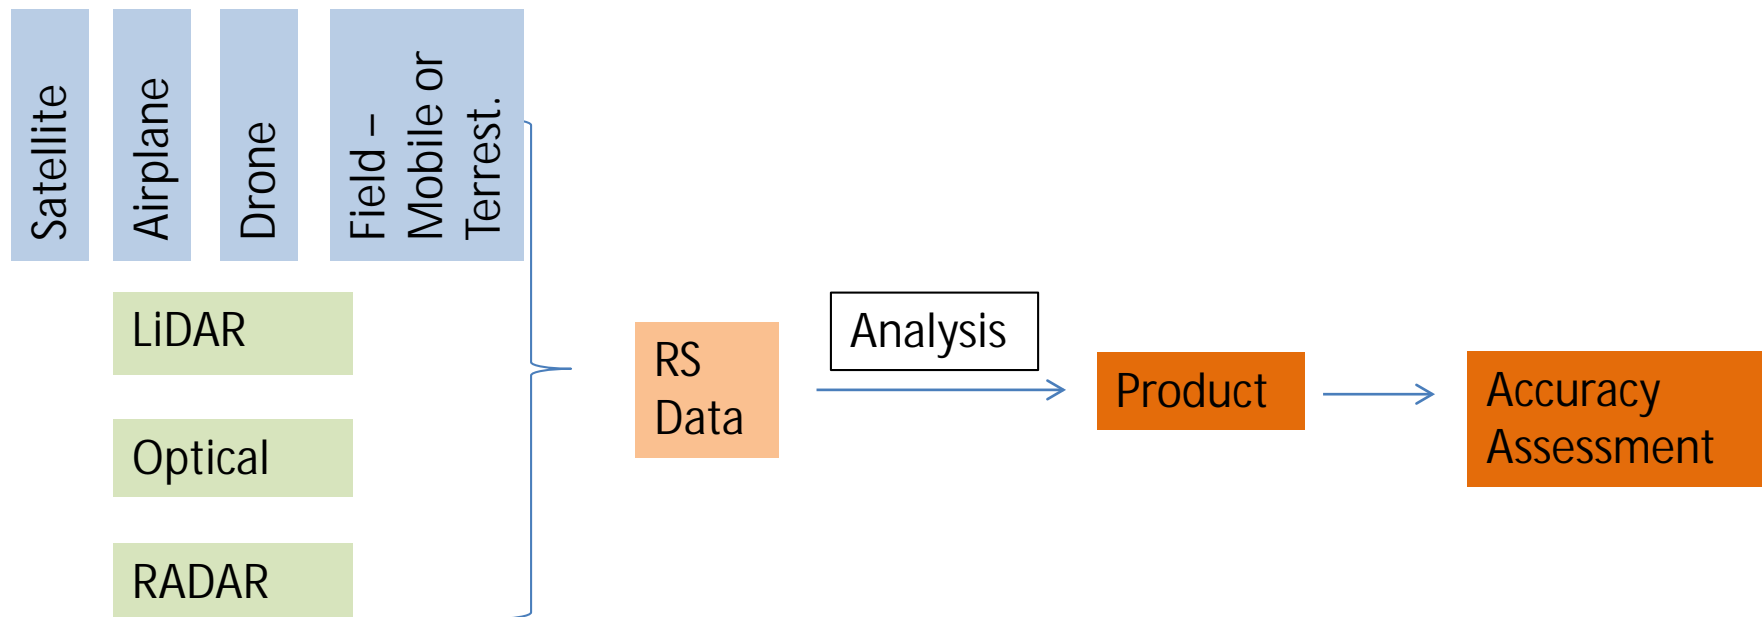 Satellite
Airplane
Drone
Field –
Mobile or
Terrest.
LiDAR
Optical
RADAR
RS
Data
Analysis
Product
Accuracy
Assessment